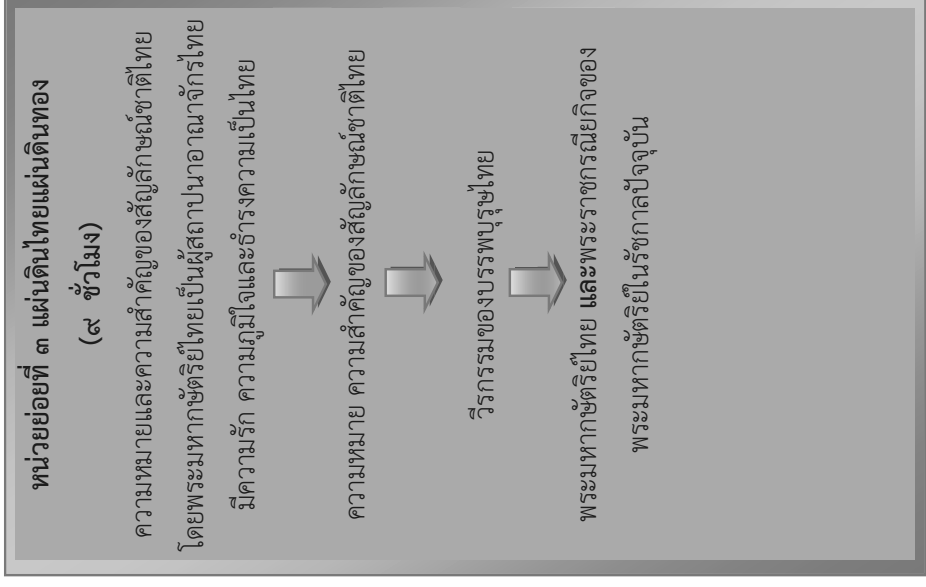 หน่วยย่อยที่ ๓ แผ่นดินไทยแผ่นดินทอง
(๙ ชั่วโมง)
ความหมายและความสำคัญของสัญลักษณ์ชาติไทย
โดยพระมหากษัตริย์ไทยเป็นผู้สถาปนาอาณาจักรไทย
มีความรัก ความภูมิใจและธำรงความเป็นไทย
ความหมาย ความสำคัญของสัญลักษณ์ชาติไทย
วีรกรรมของบรรพบุรุษไทย
พระมหากษัตริย์ไทย และพระราชกรณียกิจของ
พระมหากษัตริย์ในรัชกาลปัจจุบัน